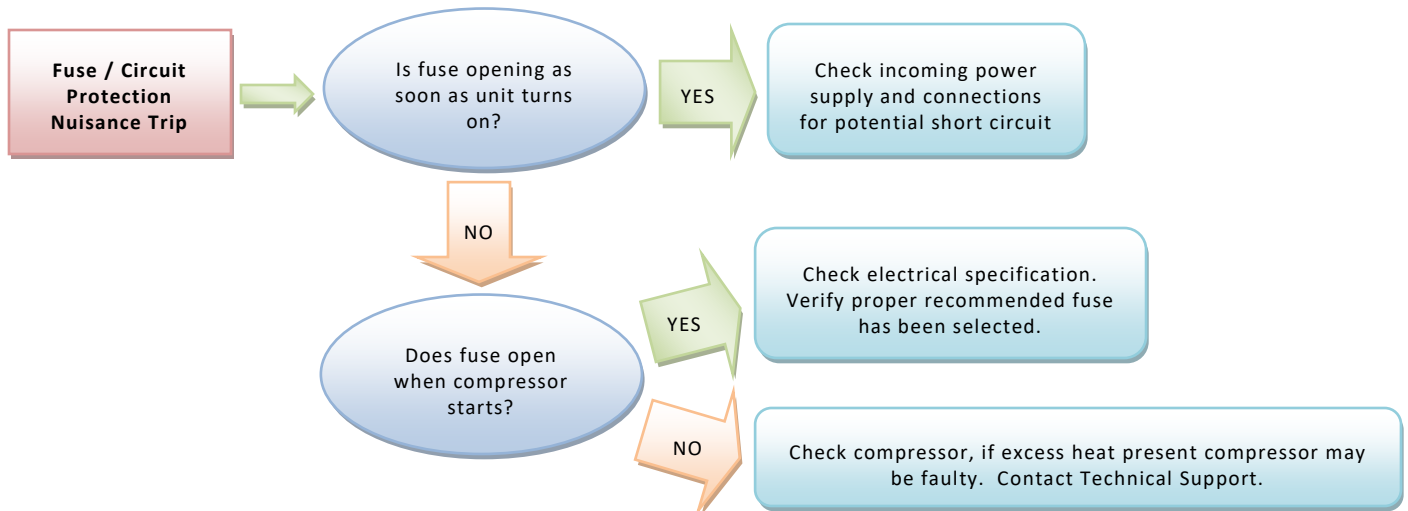 Fuse / Circuit
Protection
Nuisance Trip
Is fuse opening as
soon as unit turns
on?
YES
Check incoming power
supply and connections
for potential short circuit
NO
Does fuse open
when compressor
starts?
YES
Check electrical specification.
Verify proper recommended fuse
has been selected.
NO
Check compressor, if excess heat present compressor may
be faulty.  Contact Technical Support.